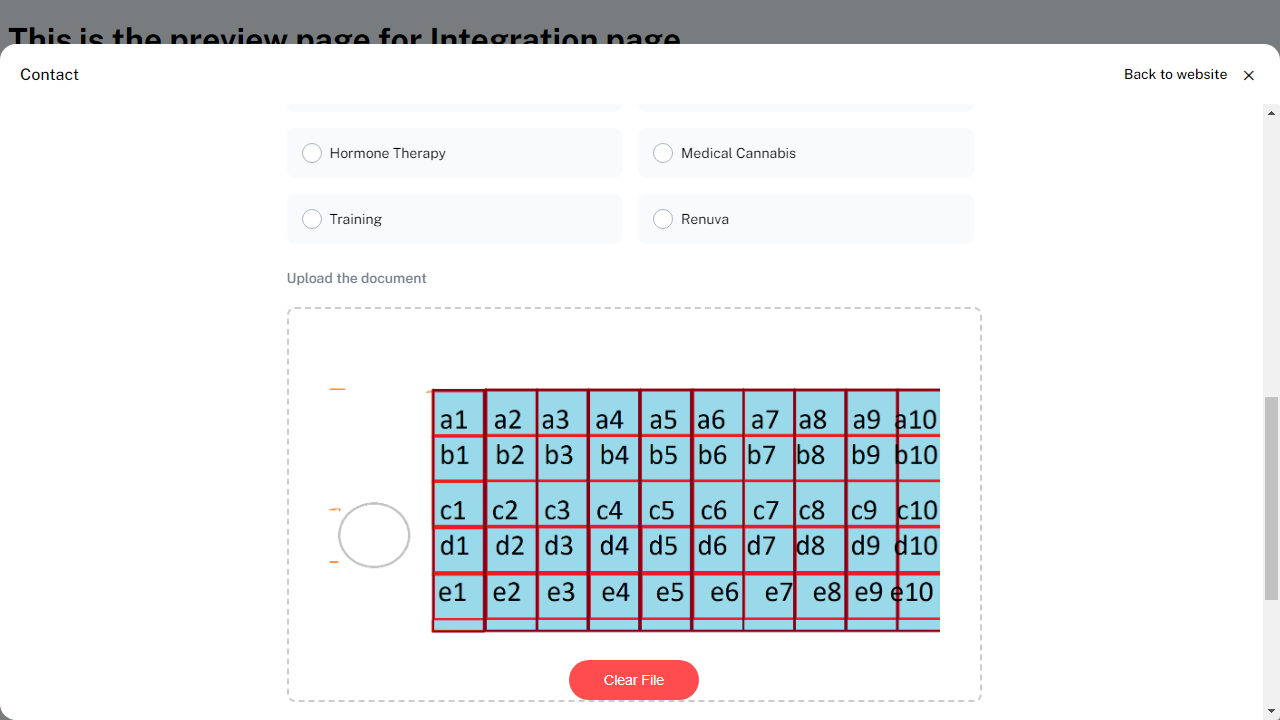 This is the preview page for Integration page
Contact
Back to website
Hormone Therapy
Medical Cannabis
Training
Renuva
Upload the document
a1 a2 a3 a4 a5 a6 a7 a8 a9 a10
b1 b2 b3 b4 b5 b6 b7 b8 b9 b10
c1 c2 c3 c4 c5 c6 c7 c8 c9 c10
d1 d2 d3 d4 d5 d6 d7 d8 d9 d10
e1 e2 e3 e4 e5 e6 e7 e8 e9 e10
Clear File